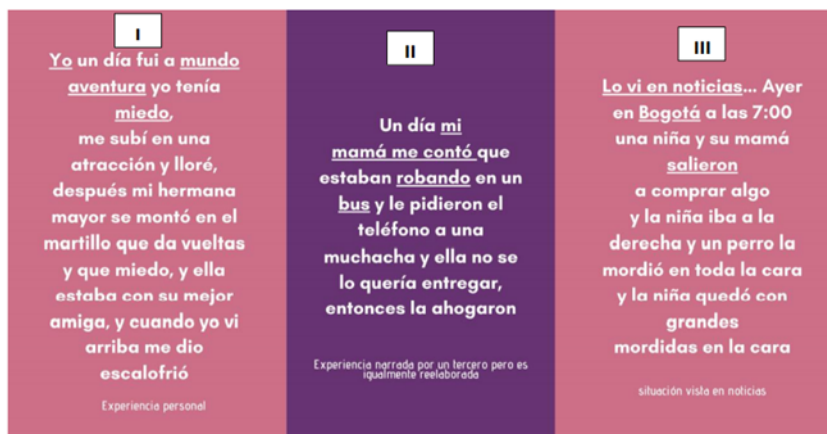 I
Yo un día fui a mundo
aventura yo tenía
miedo,
me subí en una
atracción y lloré,
después mi hermana
mayor se montó en el
martillo que da vueltas
y que miedo, y ella
estaba con su mejor
amiga, y cuando yo vi
arriba me dio
escalofrió
Experiencia personal
II
Un día mi
mamá me contó que
estaban robando en un
bus y le pidieron el
teléfono a una
muchacha y ella no se
lo quería entregar,
entonces la ahogaron
Experiencia narrada por un tercero pero es
igualmente reelaborada
III
Lo vi en noticias... Ayer
en Bogotá a las 7:00
una niña y su mamá
salieron
a comprar algo
y la niña iba a la
derecha y un perro la
mordió en toda la cara
y la niña quedó con
grandes
mordidas en la cara
situación vista en noticias